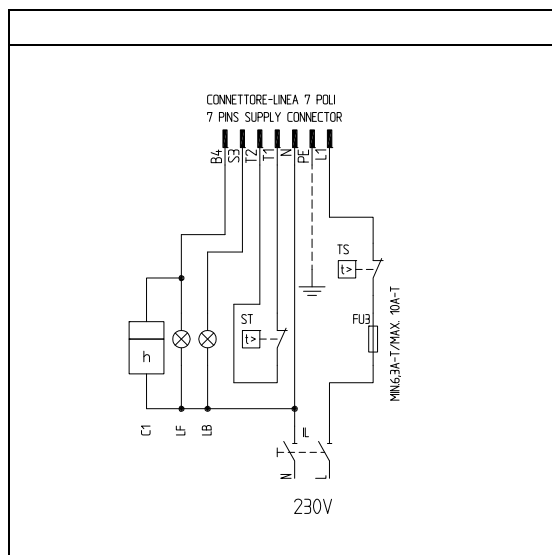 CONNETTORE-LINEA 7 POLI
7 PINS SUPPLY CONNECTOR
B4 S3 T2 T1 N PE L1
TS
t>
ST
t>
FU3
MIN.6,3A-T/MAX. 10A-T
h
C1 LF LB
IL
N L
230V